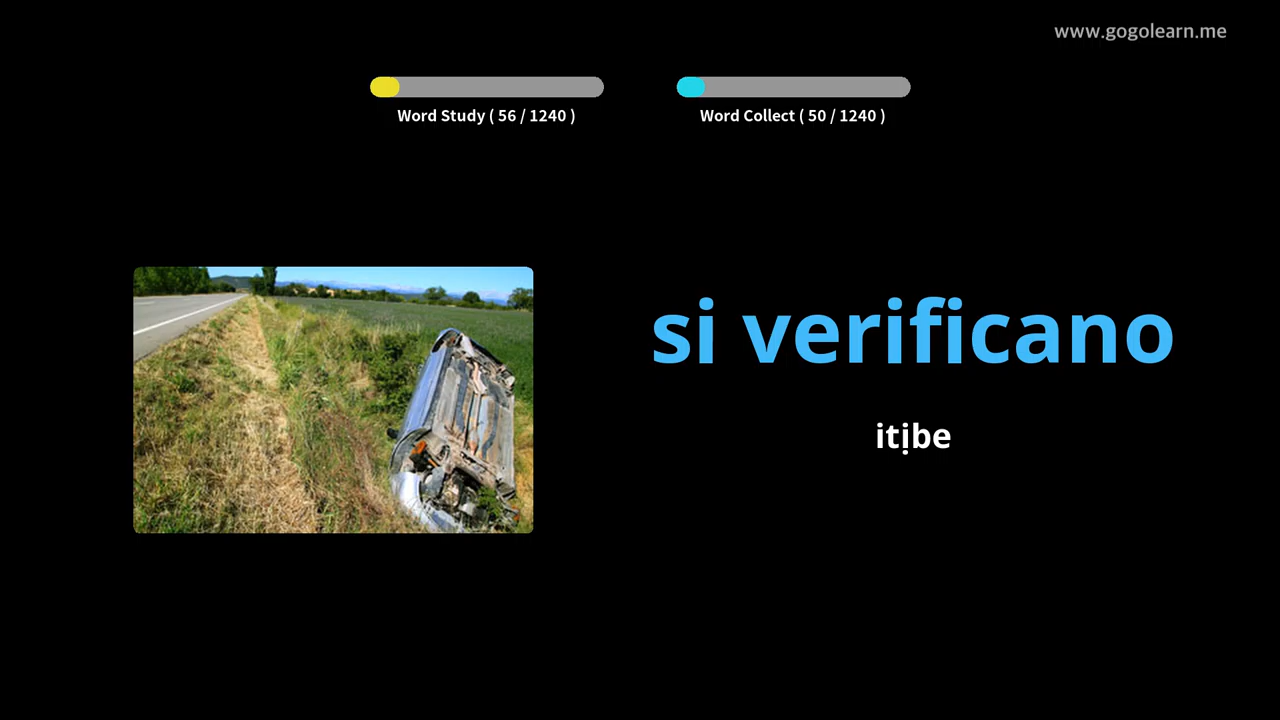 www.gogolearn.me
Word Study ( 56 / 1240 )
Word Collect ( 50 / 1240 )
si verificano
itịbe